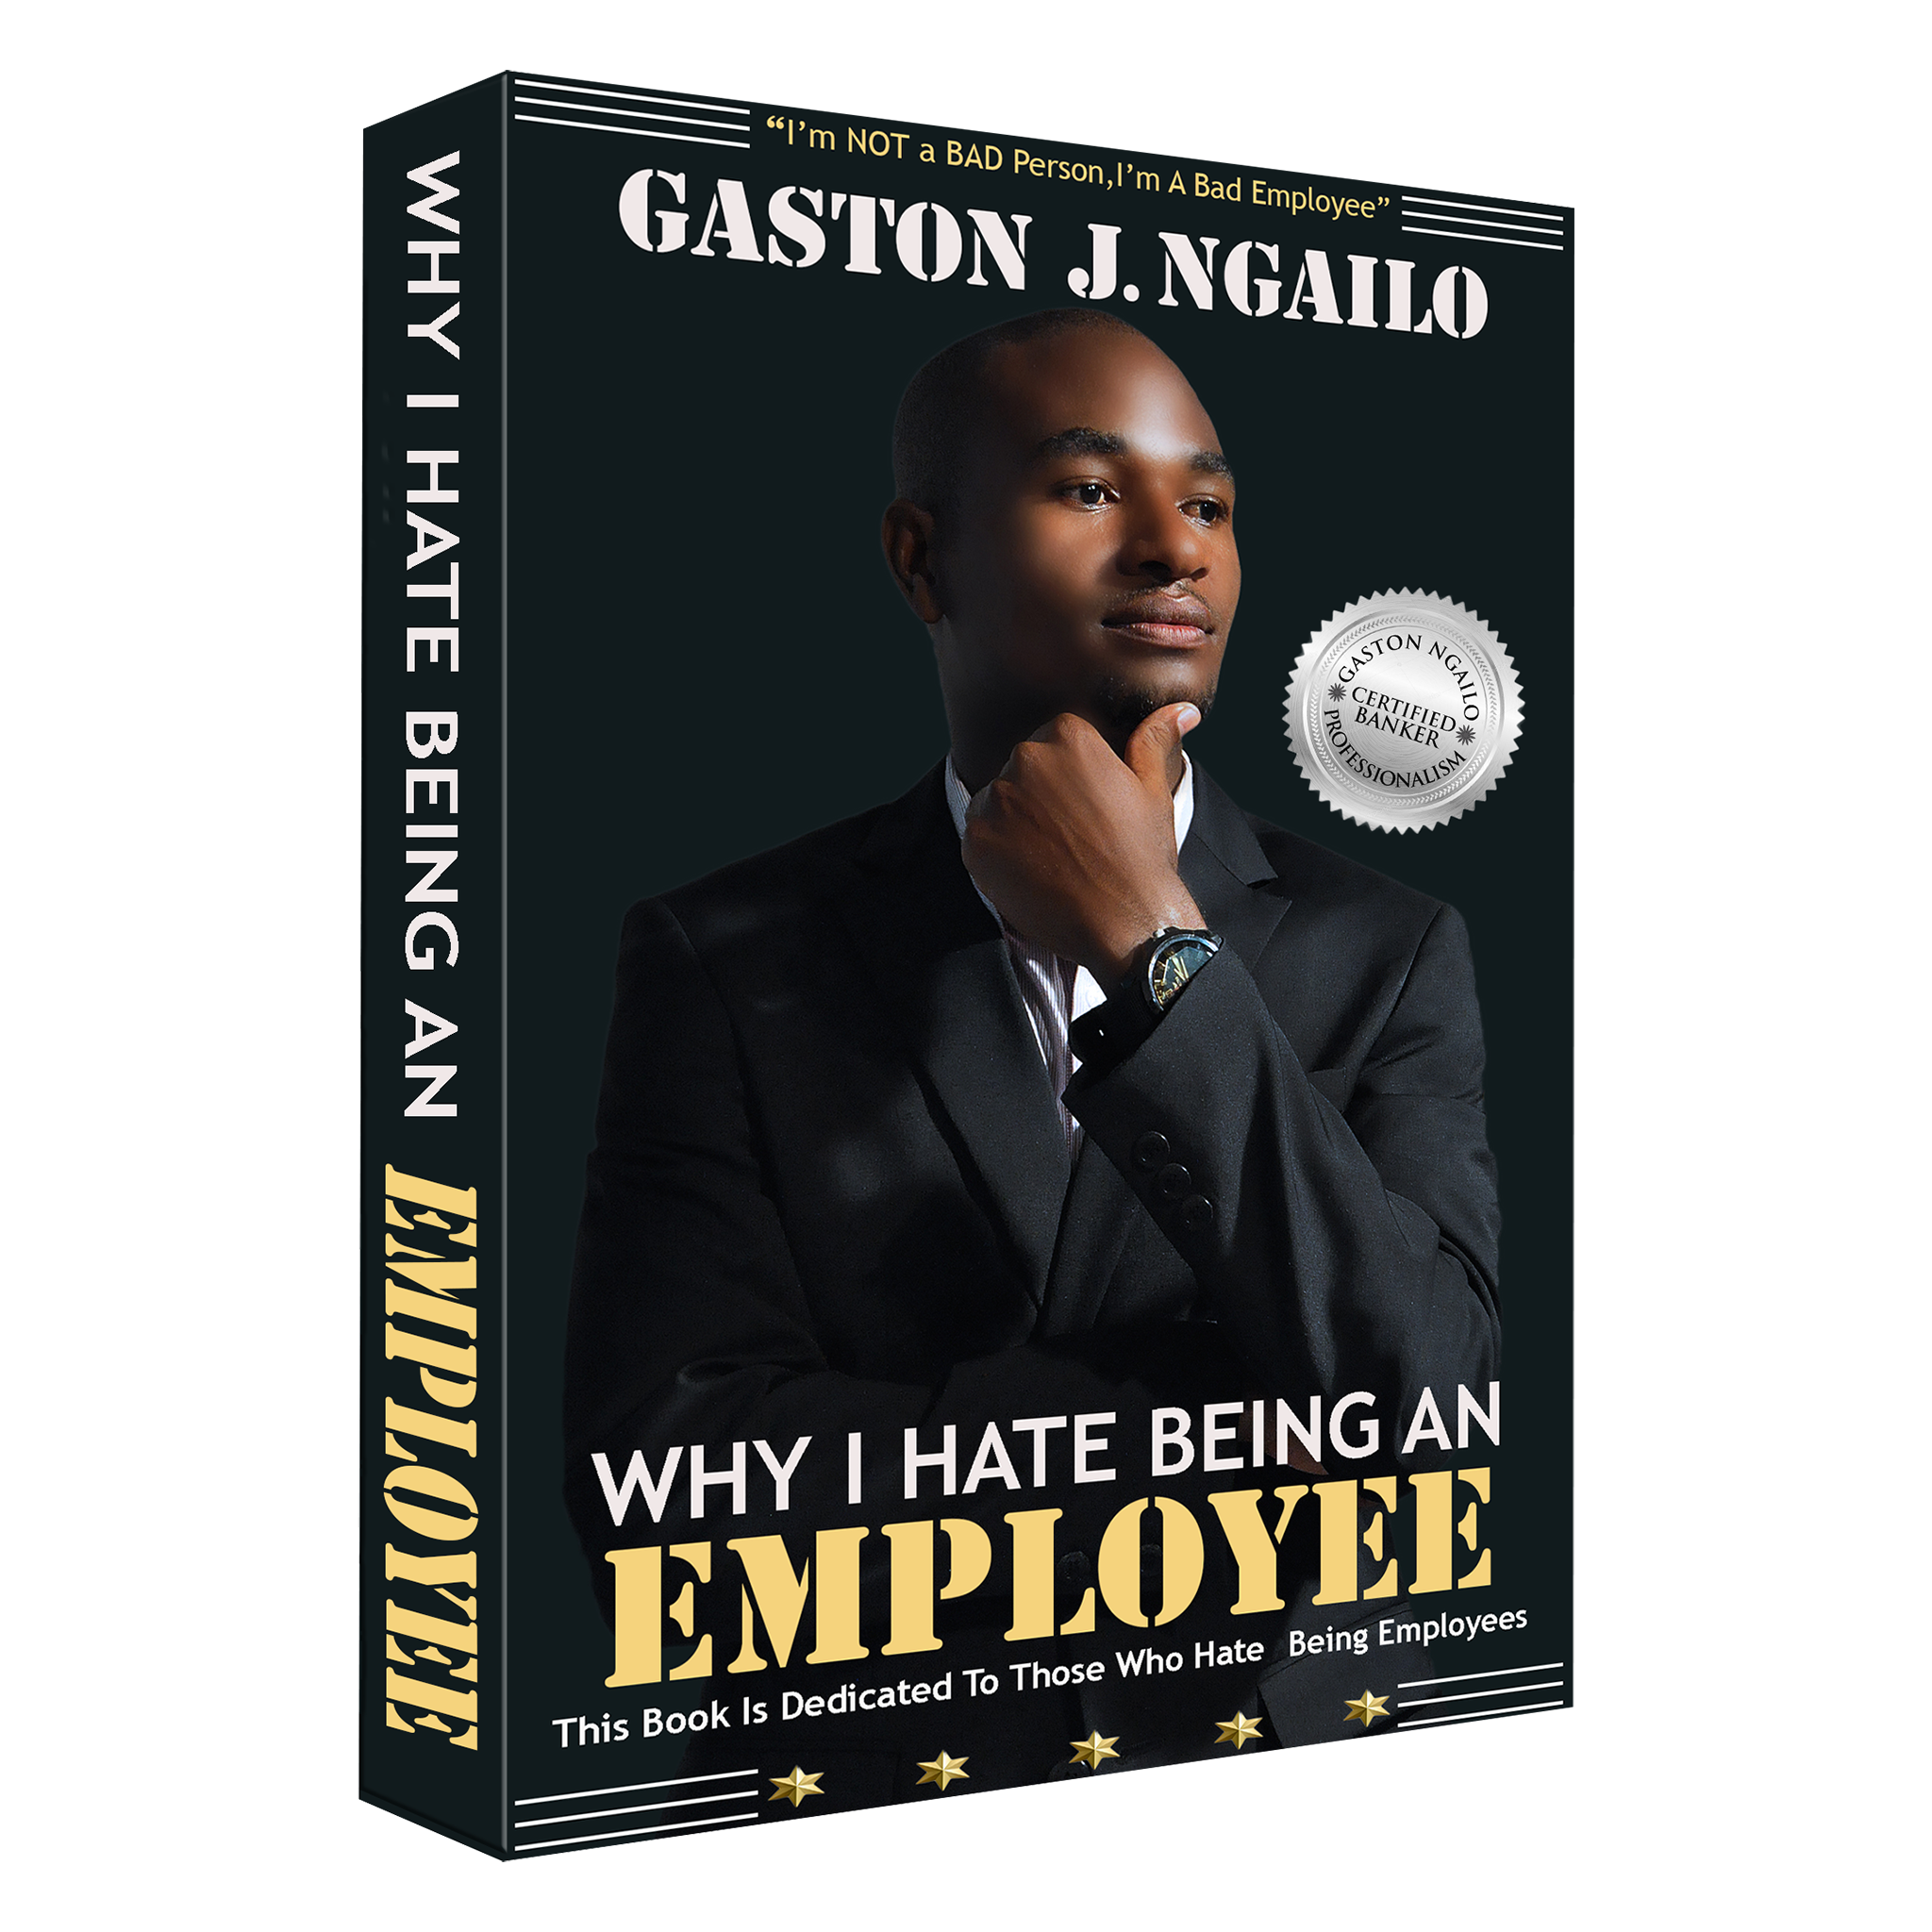 WHY I HATE BEING AN EMPLOYEE
“I’m NOT a BAD Person,I’m A Bad Employee”
GASTON J. NGAILO
GASTON NGAILO
CERTIFIED
BANKER
PROFESSIONALISM
WHY I HATE BEING AN
EMPLOYEE
This Book Is Dedicated To Those Who Hate Being Employees